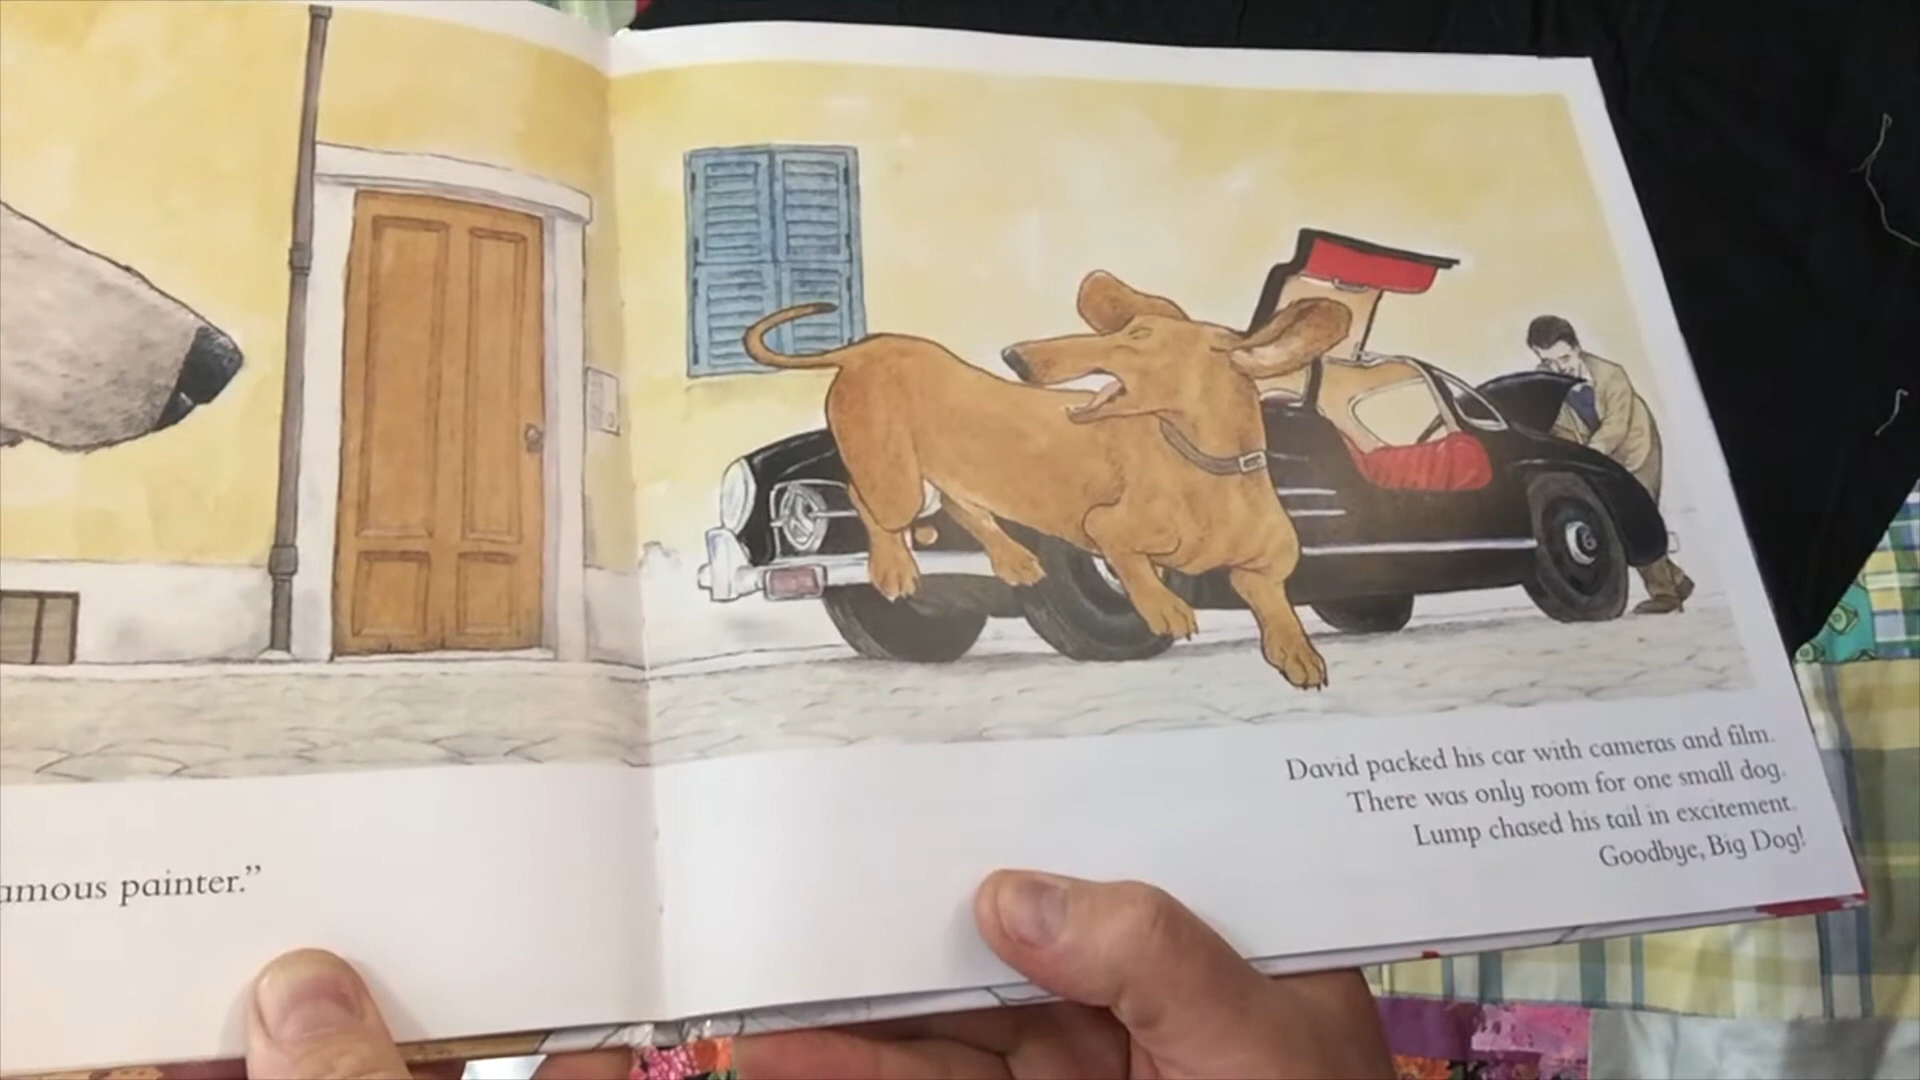 painter.”
David packed his car with cameras and film.
There was only room for one small dog.
Lump chased his tail in excitement.
Goodbye, Big Dog!